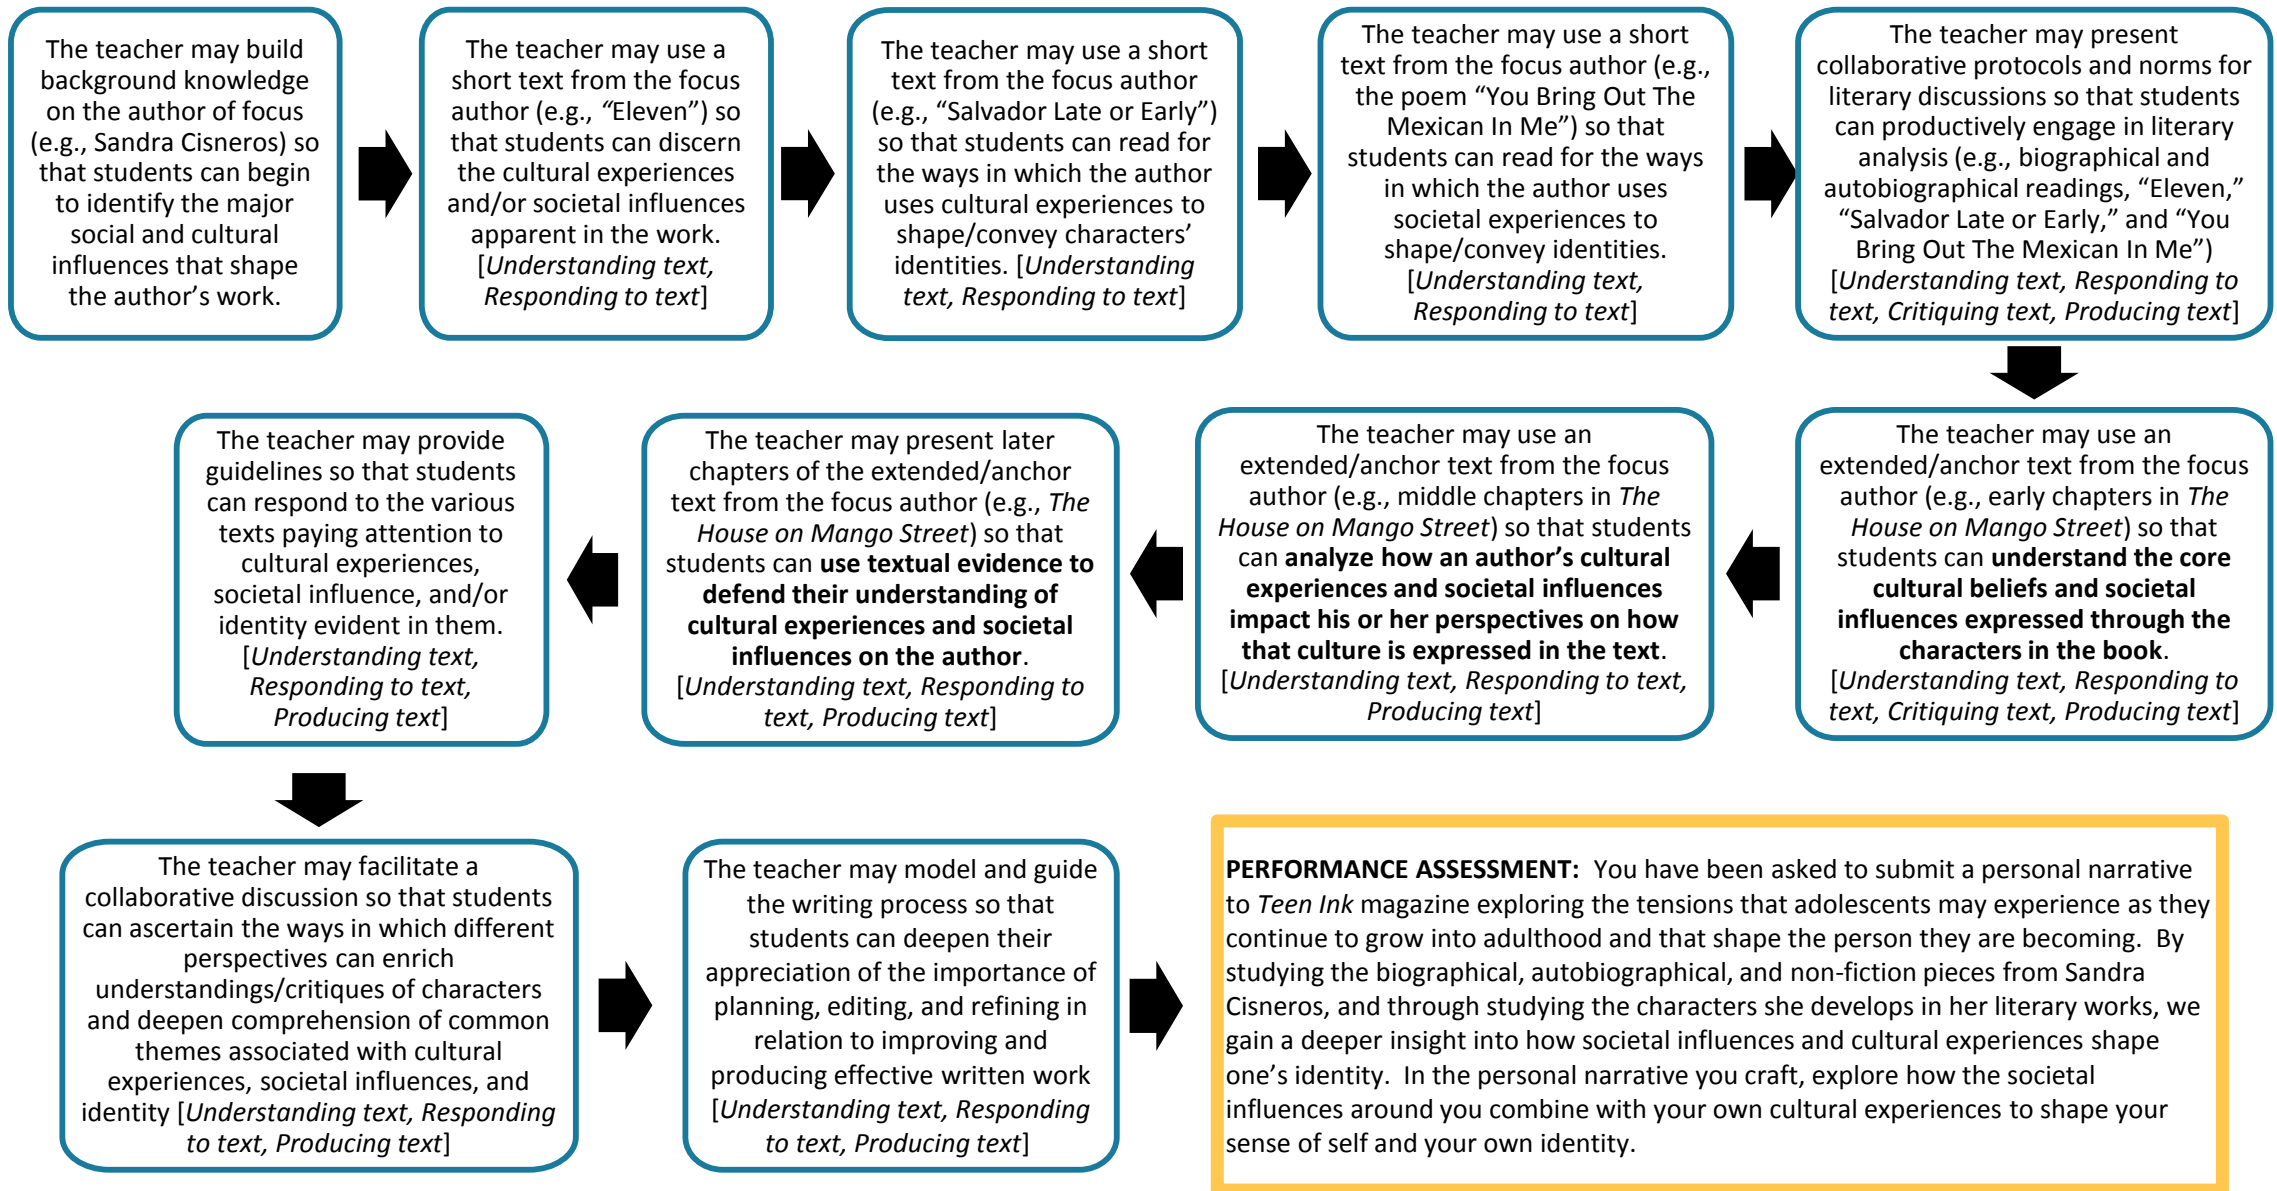 The teacher may build
background knowledge
on the author of focus
(e.g., Sandra Cisneros) so
that students can begin
to identify the major
social and cultural
influences that shape
the author’s work.
The teacher may use a
short text from the focus
author (e.g., “Eleven”) so
that students can discern
the cultural experiences
and/or societal influences
apparent in the work.
[Understanding text,
Responding to text]
The teacher may use a short
text from the focus author
(e.g., “Salvador Late or Early”)
so that students can read for
the ways in which the author
uses cultural experiences to
shape/convey characters’
identities. [Understanding
text, Responding to text]
The teacher may use a short
text from the focus author (e.g.,
the poem “You Bring Out The
Mexican In Me”) so that
students can read for the ways
in which the author uses
societal experiences to
shape/convey identities.
[Understanding text,
Responding to text]
The teacher may present
collaborative protocols and norms for
literary discussions so that students
can productively engage in literary
analysis (e.g., biographical and
autobiographical readings, “Eleven,”
“Salvador Late or Early,” and “You
Bring Out The Mexican In Me”)
[Understanding text, Responding to
text, Critiquing text, Producing text]
The teacher may use an
extended/anchor text from the focus
author (e.g., early chapters in The
House on Mango Street) so that
students can understand the core
cultural beliefs and societal
influences expressed through the
characters in the book.
[Understanding text, Responding to
text, Critiquing text, Producing text]
The teacher may use an
extended/anchor text from the focus
author (e.g., middle chapters in The
House on Mango Street) so that students
can analyze how an author’s cultural
experiences and societal influences
impact his or her perspectives on how
that culture is expressed in the text.
[Understanding text, Responding to text,
Producing text]
The teacher may present later
chapters of the extended/anchor
text from the focus author (e.g., The
House on Mango Street) so that
students can use textual evidence to
defend their understanding of
cultural experiences and societal
influences on the author.
[Understanding text, Responding to
text, Producing text]
The teacher may provide
guidelines so that students
can respond to the various
texts paying attention to
cultural experiences,
societal influence, and/or
identity evident in them.
[Understanding text,
Responding to text,
Producing text]
The teacher may facilitate a
collaborative discussion so that students
can ascertain the ways in which different
perspectives can enrich
understandings/critiques of characters
and deepen comprehension of common
themes associated with cultural
experiences, societal influences, and
identity [Understanding text, Responding
to text, Producing text]
The teacher may model and guide
the writing process so that
students can deepen their
appreciation of the importance of
planning, editing, and refining in
relation to improving and
producing effective written work
[Understanding text, Responding
to text, Producing text]
PERFORMANCE ASSESSMENT: You have been asked to submit a personal narrative
to Teen Ink magazine exploring the tensions that adolescents may experience as they
continue to grow into adulthood and that shape the person they are becoming. By
studying the biographical, autobiographical, and non-fiction pieces from Sandra
Cisneros, and through studying the characters she develops in her literary works, we
gain a deeper insight into how societal influences and cultural experiences shape
one’s identity. In the personal narrative you craft, explore how the societal
influences around you combine with your own cultural experiences to shape your
sense of self and your own identity.